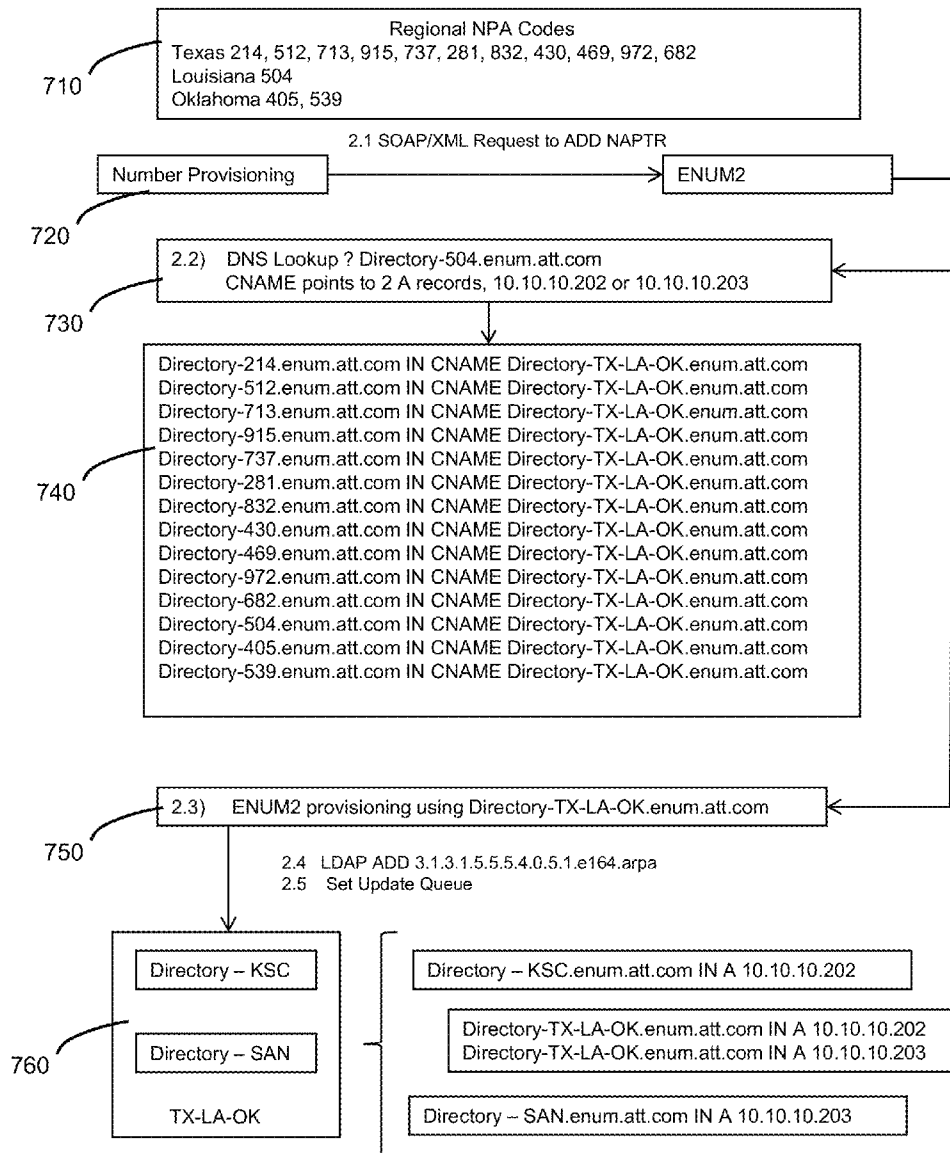 Regional NPA Codes
Texas 214, 512, 713, 915, 737, 281, 832, 430, 469, 972, 682
Louisiana 504
Oklahoma 405, 539
710
2.1 SOAP/XML Request to ADD NAPTR
Number Provisioning
ENUM2
720
2.2) DNS Lookup ? Directory-504.enum.att.com
CNAME points to 2 A records, 10.10.10.202 or 10.10.10.203
730
Directory-214.enum.att.com IN CNAME Directory-TX-LA-OK.enum.att.com
Directory-512.enum.att.com IN CNAME Directory-TX-LA-OK.enum.att.com
Directory-713.enum.att.com IN CNAME Directory-TX-LA-OK.enum.att.com
Directory-915.enum.att.com IN CNAME Directory-TX-LA-OK.enum.att.com
Directory-737.enum.att.com IN CNAME Directory-TX-LA-OK.enum.att.com
Directory-281.enum.att.com IN CNAME Directory-TX-LA-OK.enum.att.com
Directory-832.enum.att.com IN CNAME Directory-TX-LA-OK.enum.att.com
Directory-430.enum.att.com IN CNAME Directory-TX-LA-OK.enum.att.com
Directory-469.enum.att.com IN CNAME Directory-TX-LA-OK.enum.att.com
Directory-972.enum.att.com IN CNAME Directory-TX-LA-OK.enum.att.com
Directory-682.enum.att.com IN CNAME Directory-TX-LA-OK.enum.att.com
Directory-504.enum.att.com IN CNAME Directory-TX-LA-OK.enum.att.com
Directory-405.enum.att.com IN CNAME Directory-TX-LA-OK.enum.att.com
Directory-539.enum.att.com IN CNAME Directory-TX-LA-OK.enum.att.com
740
2.3) ENUM2 provisioning using Directory-TX-LA-OK.enum.att.com
750
2.4 LDAP ADD 3.1.3.1.5.5.5.4.0.5.1.e164.arpa
2.5 Set Update Queue
Directory – KSC
Directory – SAN
TX-LA-OK
760
Directory – KSC.enum.att.com IN A 10.10.10.202
Directory-TX-LA-OK.enum.att.com IN A 10.10.10.202
Directory-TX-LA-OK.enum.att.com IN A 10.10.10.203
Directory – SAN.enum.att.com IN A 10.10.10.203